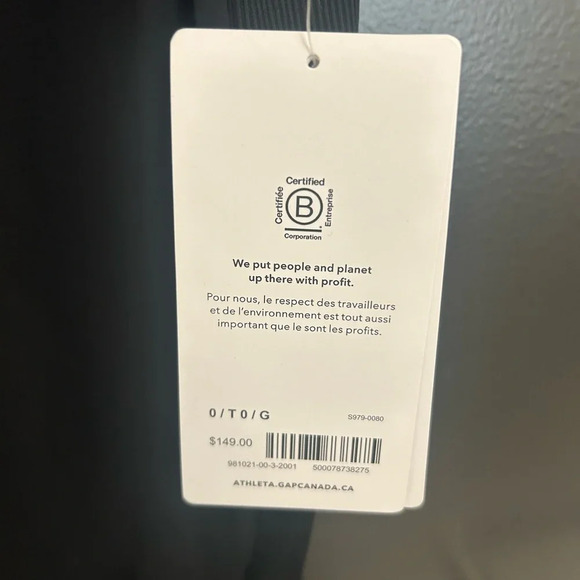 Certified
Certifiée
B
Entreprise
Corporation
We put people and planet
up there with profit.
Pour nous, le respect des travailleurs
et de l'environnement est tout aussi
important que le sont les profits.
0/T0/G
S979-0080
$149.00
981021-00-3-2001
500078738275
ATHLETA.GAPCANADA.CA